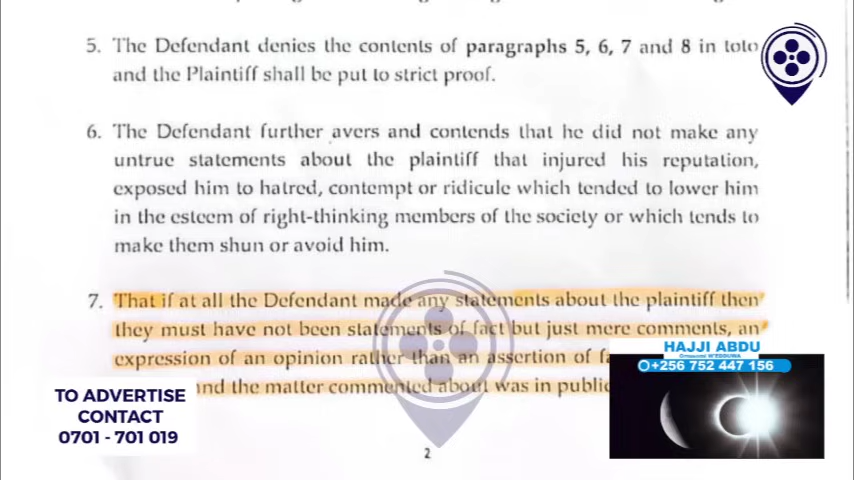 5. The Defendant denies the contents of paragraphs 5, 6, 7 and 8 in toto
and the Plaintiff shall be put to strict proof.
6. The Defendant further avers and contends that he did not make any
untrue statements about the plaintiff that injured his reputation,
exposed him to hatred, contempt or ridicule which tended to lower him
in the esteem of right-thinking members of the society or which tends to
make them shun or avoid him.
7. That if at all the Defendant made any statements about the plaintiff then
they must have not been statements of fact but just mere comments, an
expression of an opinion rather than an assertion of
and the matter commented about was in public
2
TO ADVERTISE
CONTACT
0701 - 701 019
HAJJI ABDU
+256 752 447 156